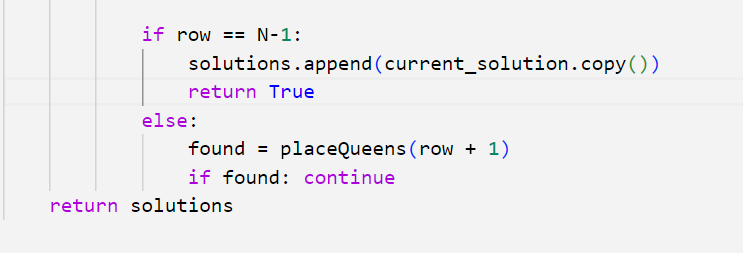 if row == N-1:
solutions.append(current_solution.copy())
return True
else:
found = placeQueens(row + 1)
if found: continue
return solutions